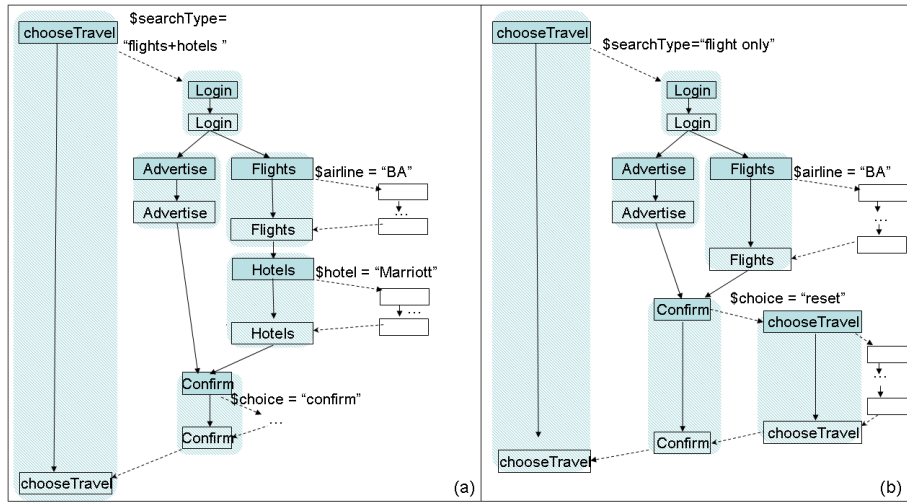 chooseTravel
$searchType=
“flights+hotels ”
Login
Login
Advertise
Flights
$airline = “BA”
...
Advertise
Flights
Hotels
$hotel = “Marriott”
...
Hotels
Confirm
$choice = “confirm”
...
Confirm
chooseTravel
(a)
chooseTravel
$searchType=“flight only”
Login
Login
Advertise
Flights
$airline = “BA”
...
Advertise
Flights
$choice = “reset”
Confirm
chooseTravel
...
chooseTravel
Confirm
chooseTravel
(b)